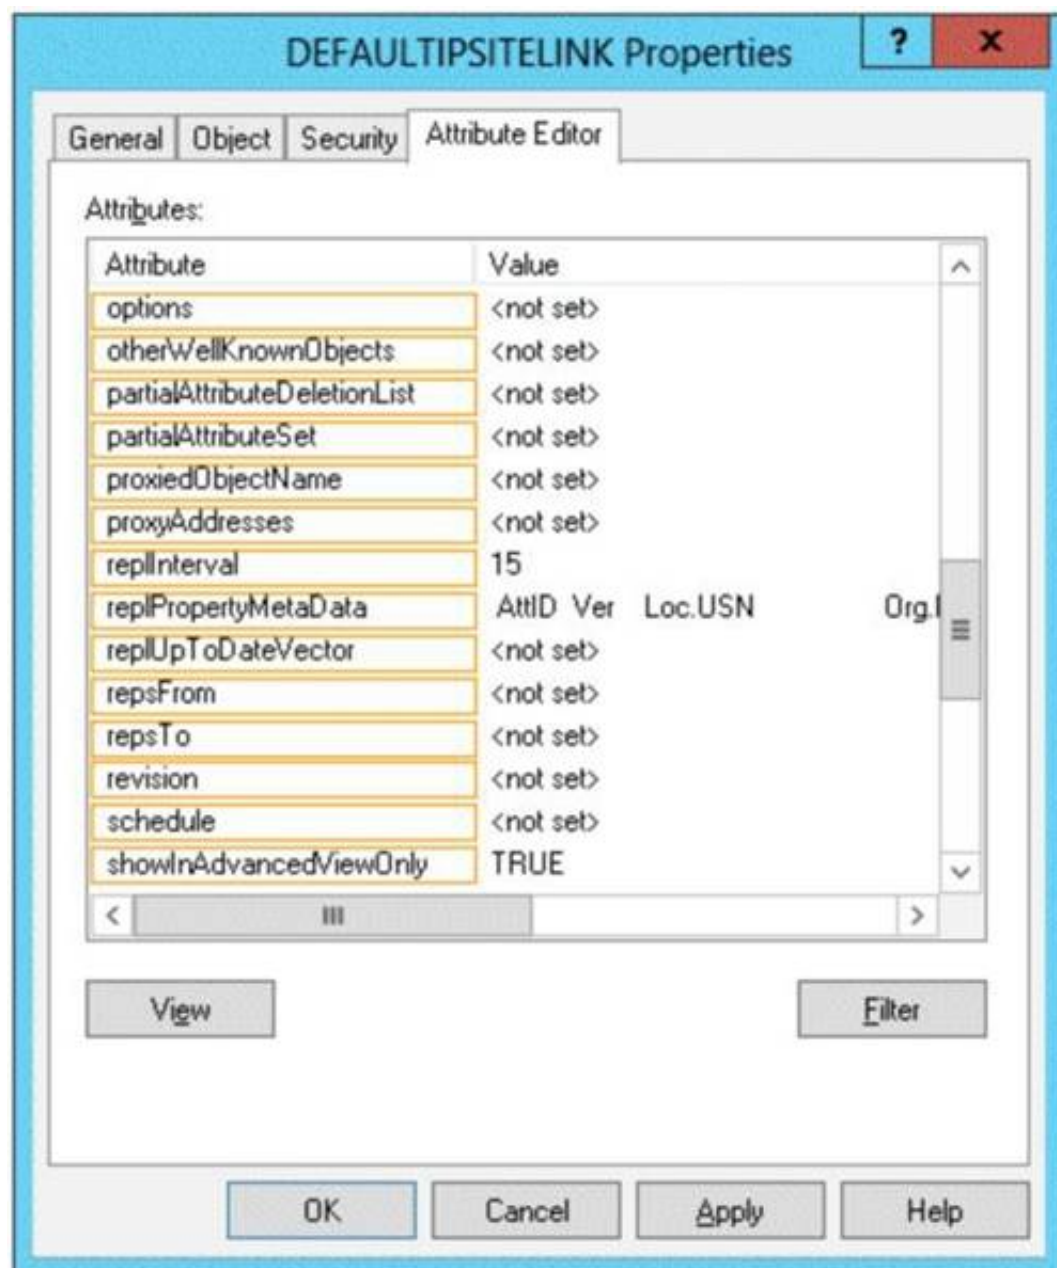 DEFAULTIPSITELINK Properties ? x
General Object Security Attribute Editor
Attributes:
Attribute Value
options <not set>
otherWellKnownObjects <not set>
partialAttributeDeletionList <not set>
partialAttributeSet <not set>
proxiedObjectName <not set>
proxyAddresses <not set>
replInterval 15
replPropertyMetaData AttID Ver Loc.USN
replUpToDateVector <not set>
repsFrom <not set>
repsTo <not set>
revision <not set>
schedule <not set>
showInAdvancedViewOnly TRUE
View Filter
OK Cancel Apply Help